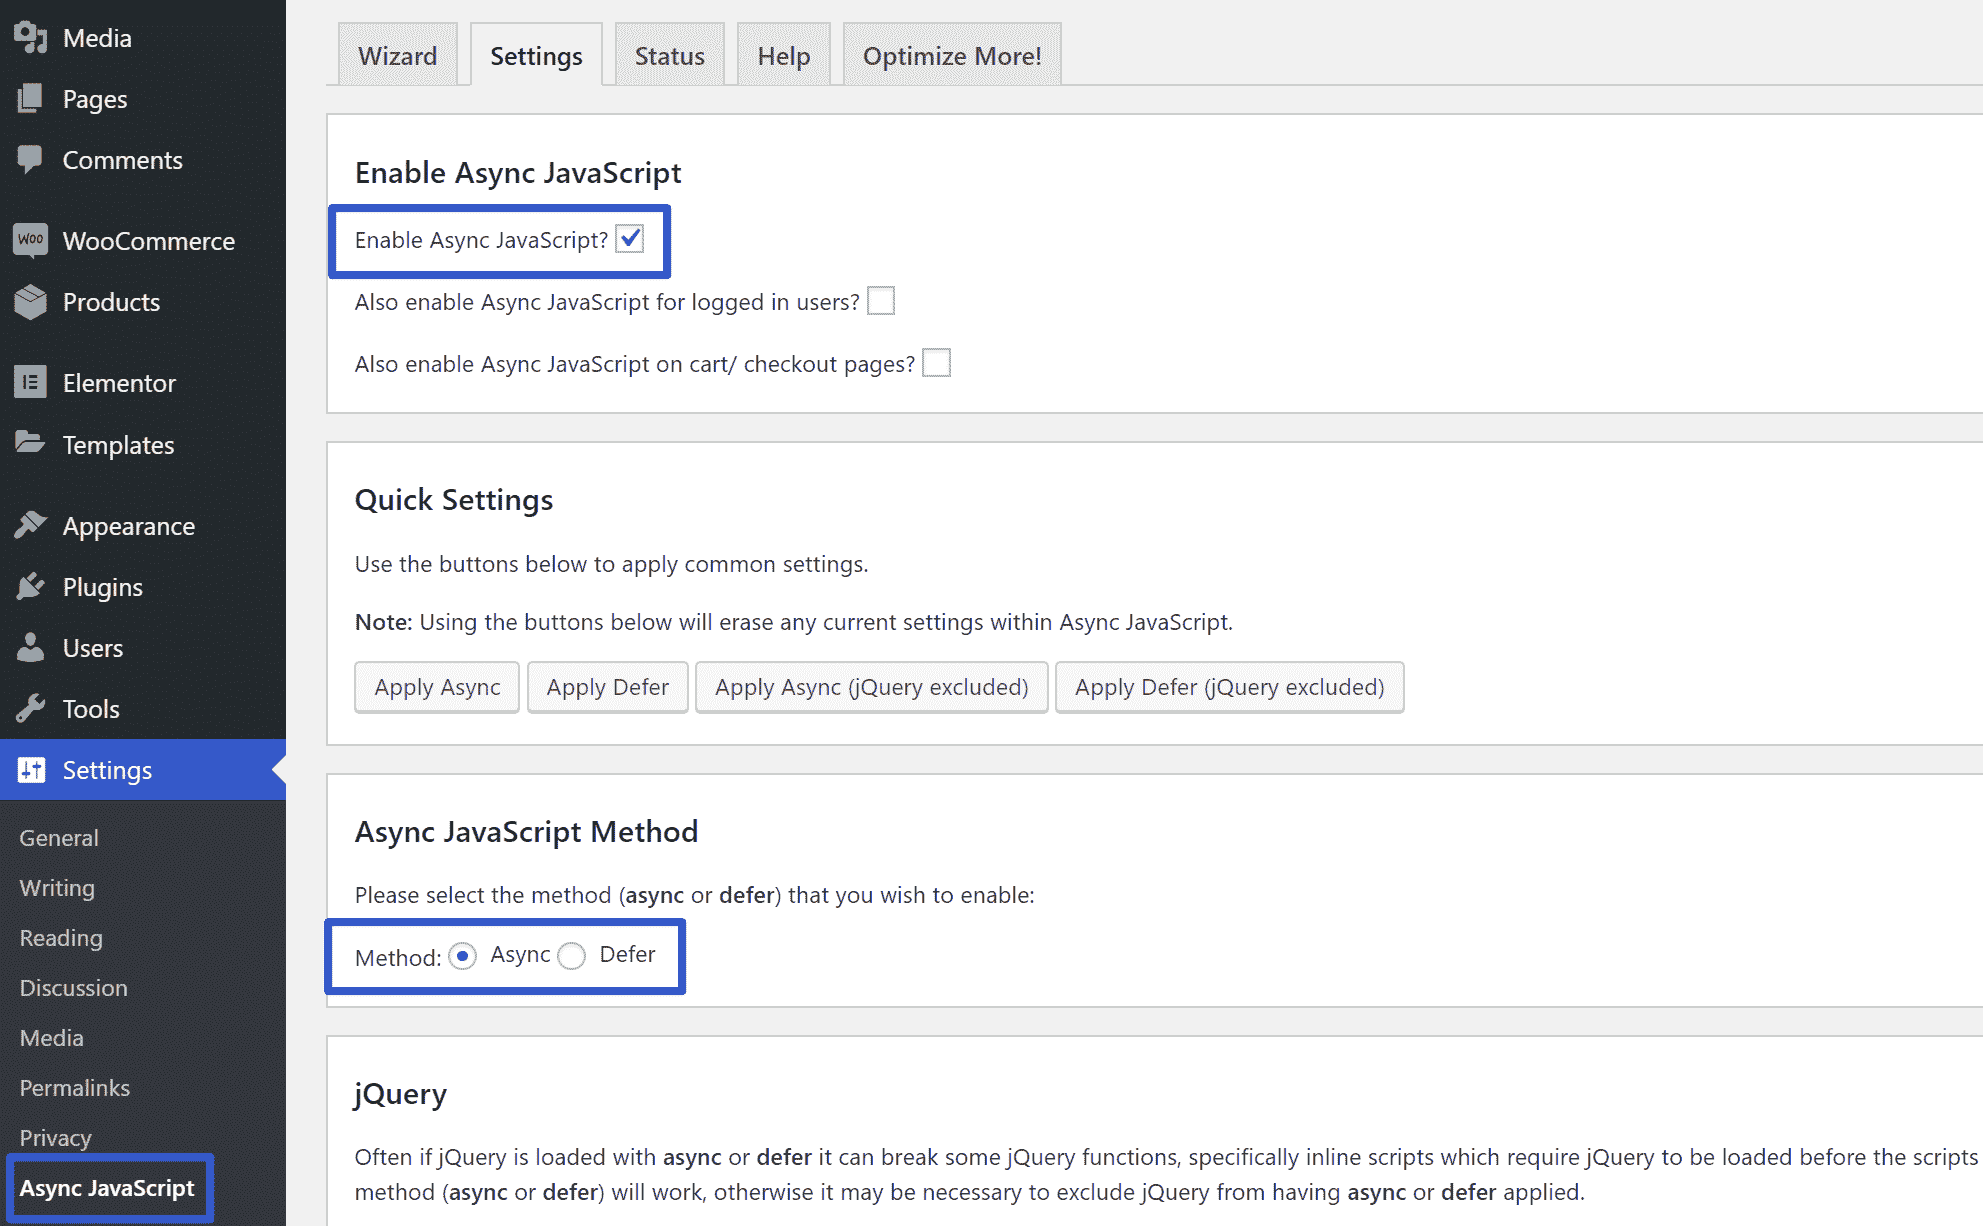 Media
Pages
Comments
WOO WooCommerce
Products
Elementor
Templates
Appearance
Plugins
Users
Tools
Settings
General
Writing
Reading
Discussion
Media
Permalinks
Privacy
Async JavaScript
Wizard Settings Status Help Optimize More!
Enable Async JavaScript
Enable Async JavaScript?
Also enable Async JavaScript for logged in users?
Also enable Async JavaScript on cart/ checkout pages?
Quick Settings
Use the buttons below to apply common settings.
Note: Using the buttons below will erase any current settings within Async JavaScript.
Apply Async Apply Defer Apply Async (jQuery excluded) Apply Defer (jQuery excluded)
Async JavaScript Method
Please select the method (async or defer) that you wish to enable:
Method: Async Defer
jQuery
Often if jQuery is loaded with async or defer it can break some jQuery functions, specifically inline scripts which require jQuery to be loaded before the scripts
method (async or defer) will work, otherwise it may be necessary to exclude jQuery from having async or defer applied.